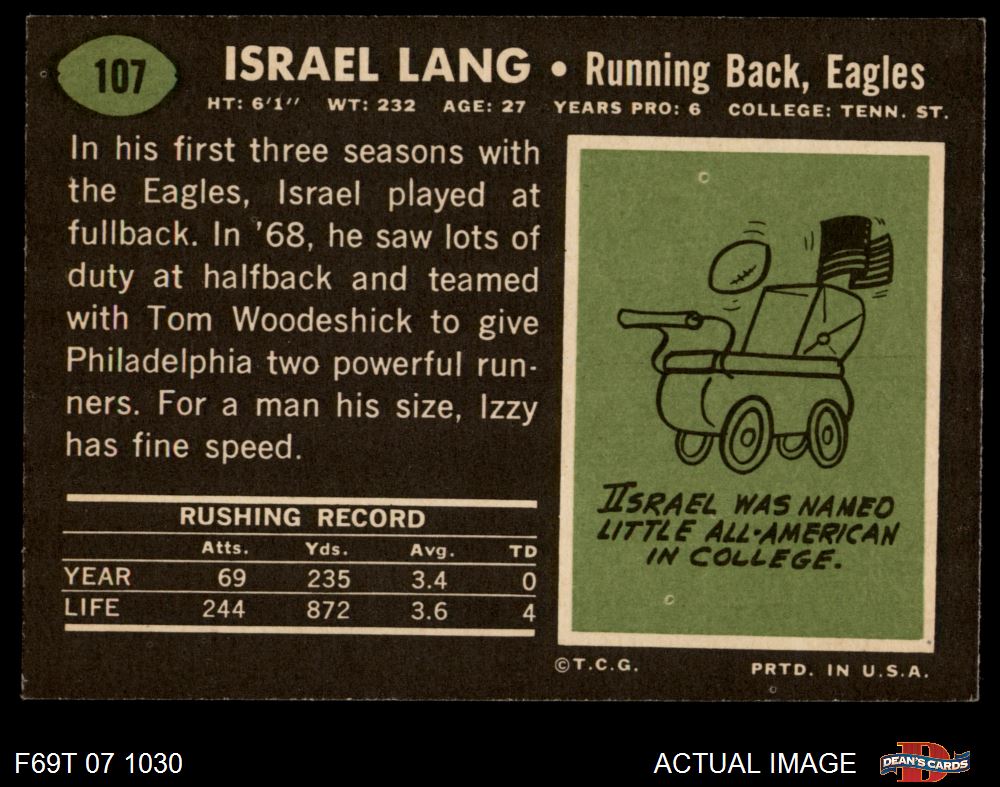 107
ISRAEL LANG • Running Back, Eagles
HT: 6'1" WT: 232 AGE: 27 YEARS PRO: 6 COLLEGE: TENN. ST.
In his first three seasons with
the Eagles, Israel played at
fullback. In '68, he saw lots of
duty at halfback and teamed
with Tom Woodeshick to give
Philadelphia two powerful run-
ners. For a man his size, Izzy
has fine speed.
RUSHING RECORD
Atts. Yds. Avg. TD
YEAR 69 235 3.4 0
LIFE 244 872 3.6 4
ISRAEL WAS NAMED
LITTLE ALL-AMERICAN
IN COLLEGE.
©T.C.G. PRTD. IN U.S.A.
F69T 07 1030 ACTUAL IMAGE D DEAN'S CARDS